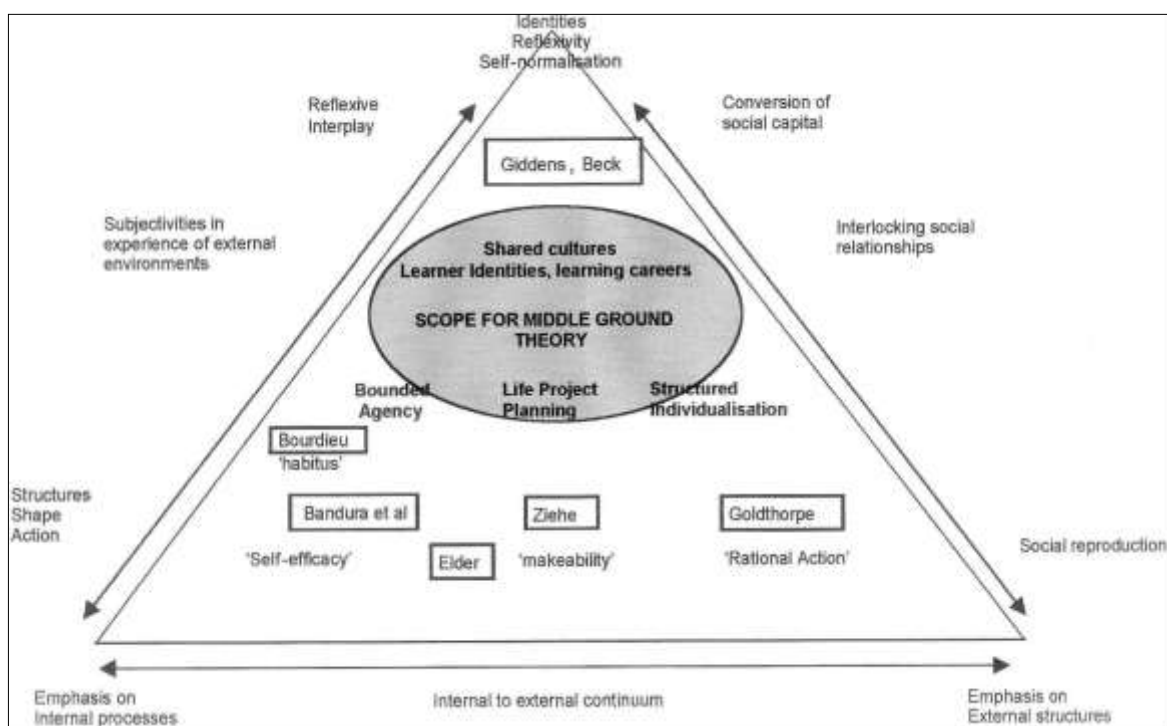 Identities
Reflexivity
Self-normalisation
Reflexive
Interplay
Conversion of
social capital
Giddens, Beck
Subjectivities in
experience of external
environments
Interlocking social
relationships
Shared cultures
Learner Identities, learning careers
SCOPE FOR MIDDLE GROUND
THEORY
Bounded
Agency
Life Project
Planning
Structured
Individualisation
Bourdieu
'habitus'
Structures
Shape
Action
Bandura et al
Ziehe
Goldthorpe
'Self-efficacy'
Elder
'makeability'
'Rational Action'
Social reproduction
Emphasis on
Internal processes
Internal to external continuum
Emphasis on
External structures